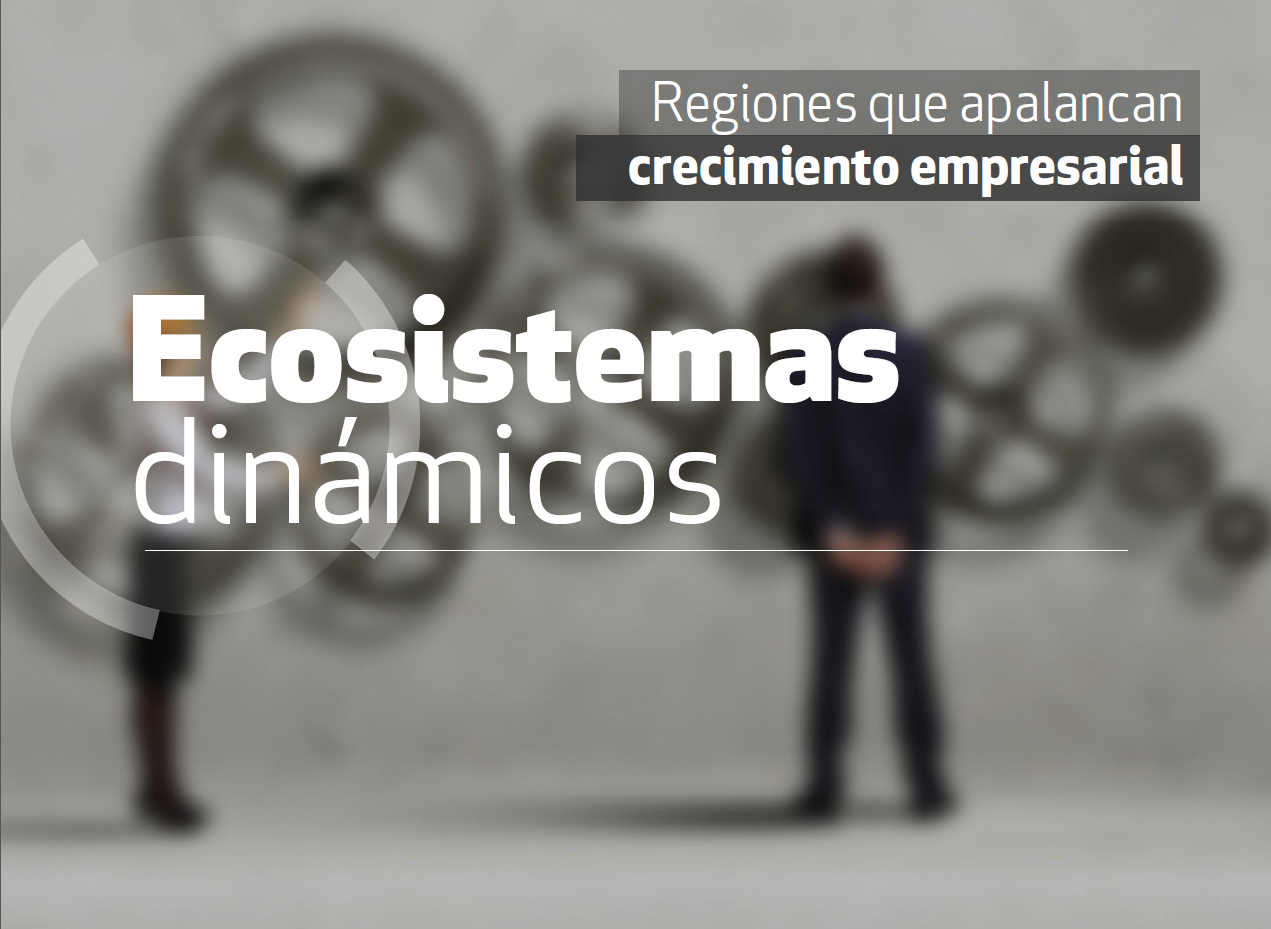 Regiones que apalancan
crecimiento empresarial
Ecosistemas
dinámicos